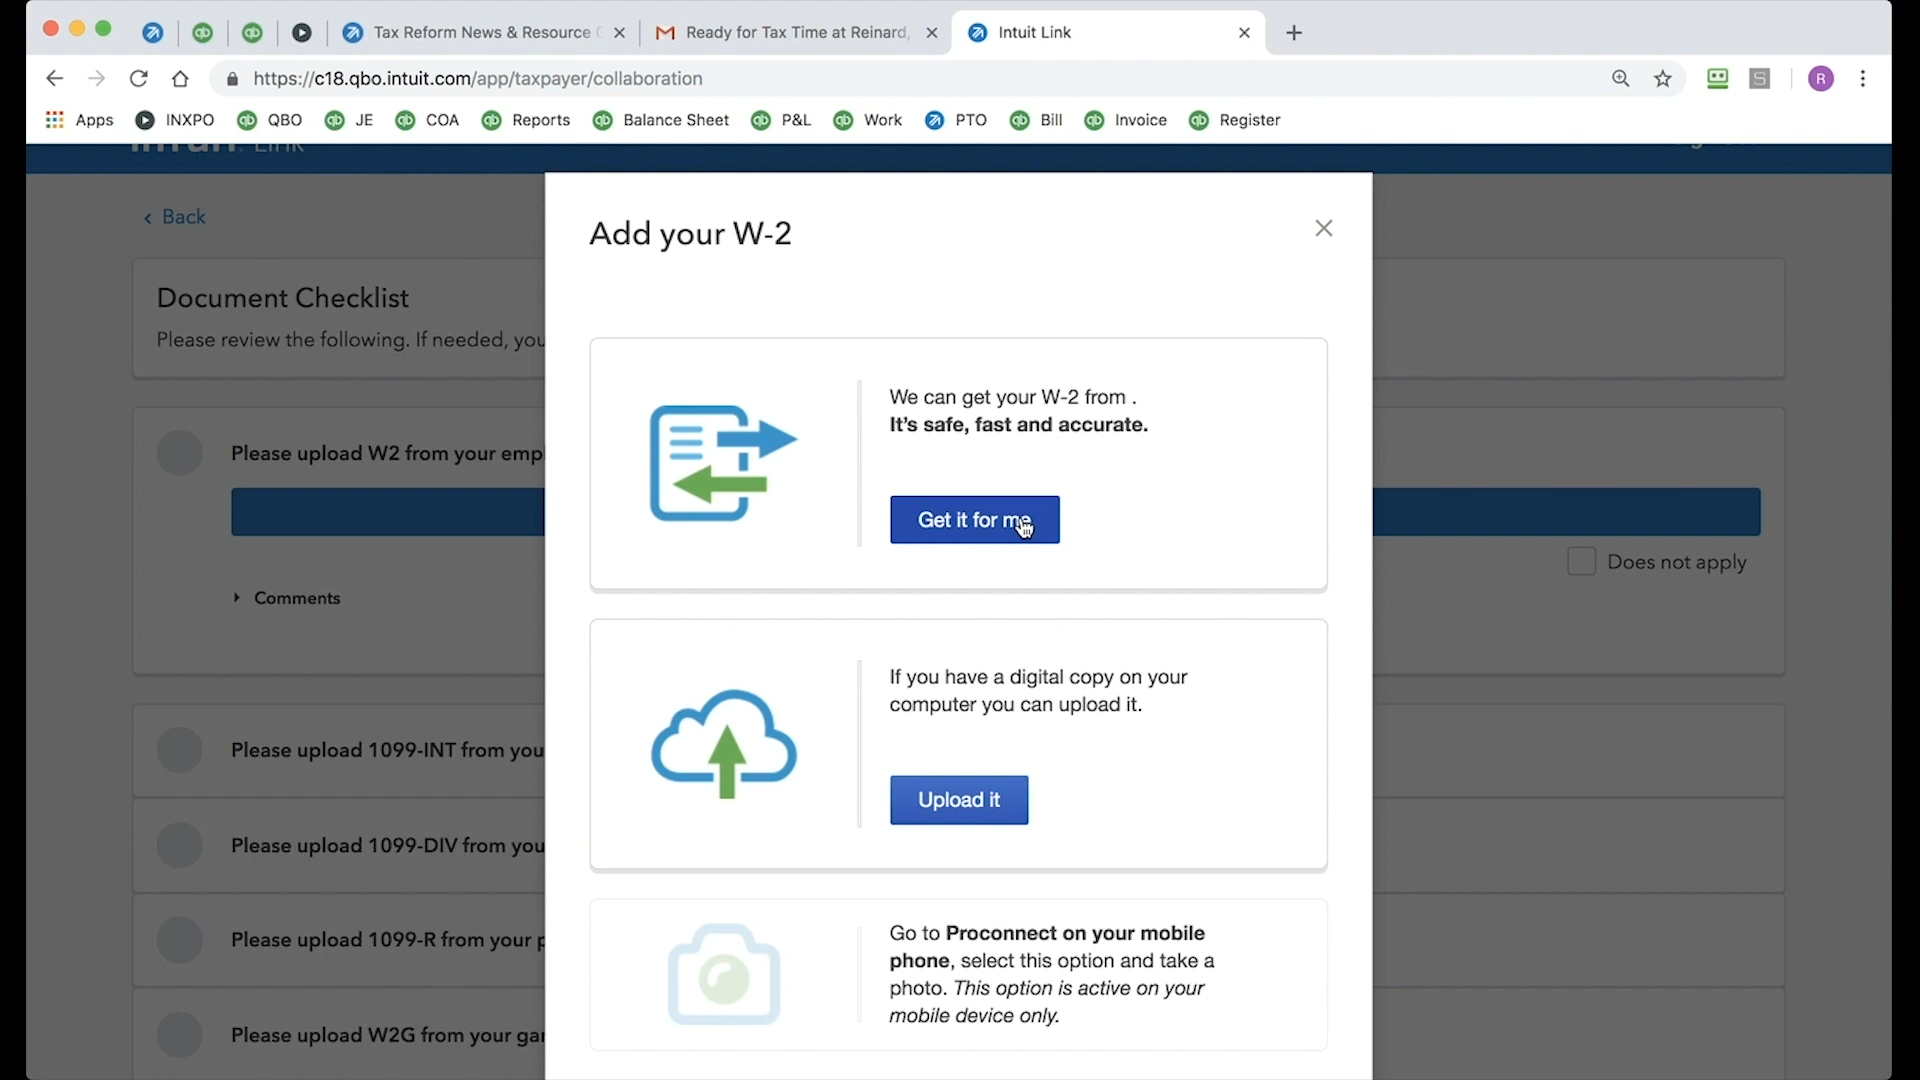 Tax Reform News & Resource
Ready for Tax Time at Reinard,
Intuit Link
https://c18.qbo.intuit.com/app/taxpayer/collaboration
R
Apps
INXPO
QBO
JE
COA
Reports
Balance Sheet
P&L
Work
PTO
Bill
Invoice
Register
Back
Document Checklist
Please review the following. If needed, you
Please upload W2 from your emp
Does not apply
Comments
Please upload 1099-INT from you
Please upload 1099-DIV from you
Please upload 1099-R from your p
Please upload W2G from your ga
Add your W-2
We can get your W-2 from .
It's safe, fast and accurate.
Get it for me
If you have a digital copy on your
computer you can upload it.
Upload it
Go to Proconnect on your mobile
phone, select this option and take a
photo. This option is active on your
mobile device only.